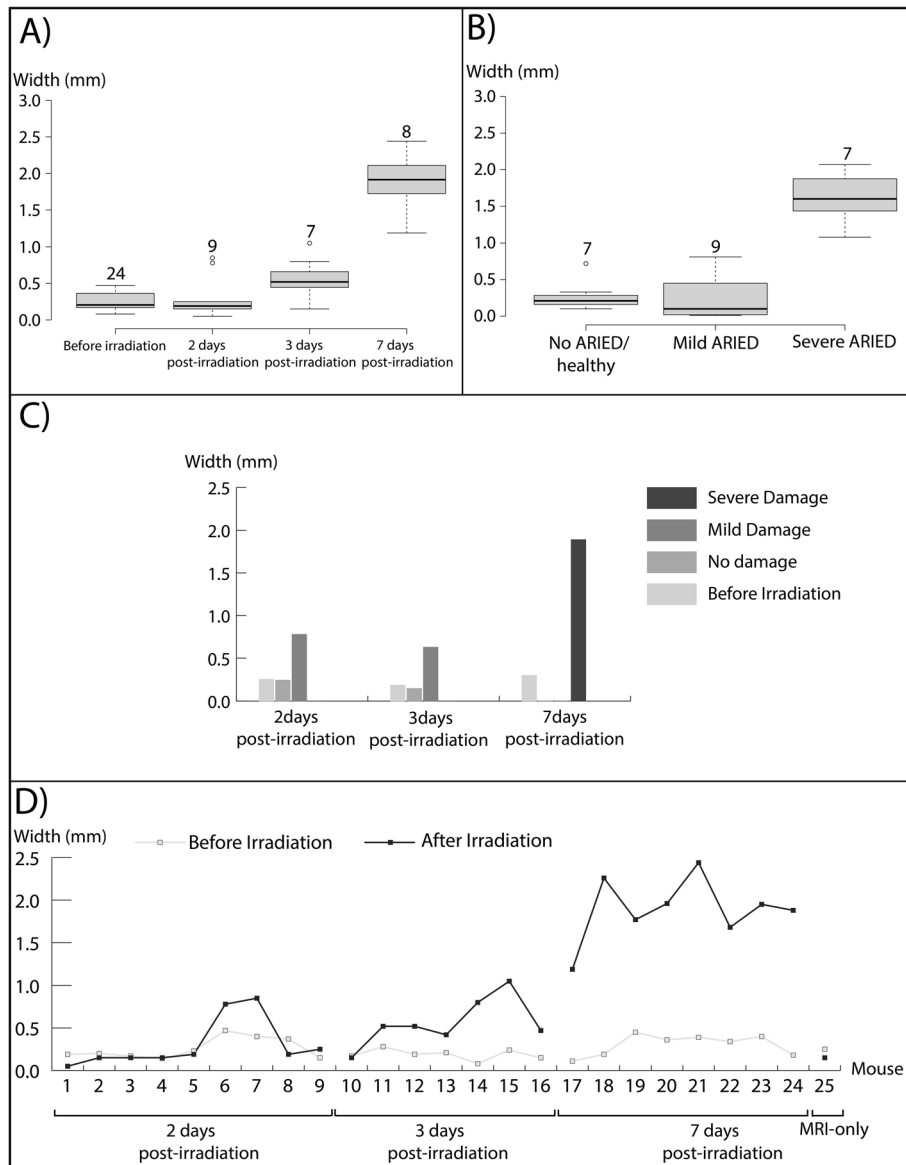 A)
Width (mm)
3.0
2.5
2.0
1.5
1.0
0.5
0.0
24
9
7
8
Before irradiation
2 days
post-irradiation
3 days
post-irradiation
7 days
post-irradiation
B)
Width (mm)
3.0
2.5
2.0
1.5
1.0
0.5
0.0
7
9
7
No ARIED/
healthy
Mild ARIED
Severe ARIED
C)
Width (mm)
2.5
2.0
1.5
1.0
0.5
0.0
2days
post-irradiation
3days
post-irradiation
7days
post-irradiation
Severe Damage
Mild Damage
No damage
Before Irradiation
D)
Width (mm)
Before Irradiation
After Irradiation
2.5
2.0
1.5
1.0
0.5
0.0
1 2 3 4 5 6 7 8 9 10 11 12 13 14 15 16 17 18 19 20 21 22 23 24 25 Mouse
2 days
post-irradiation
3 days
post-irradiation
7 days
post-irradiation
MRI-only